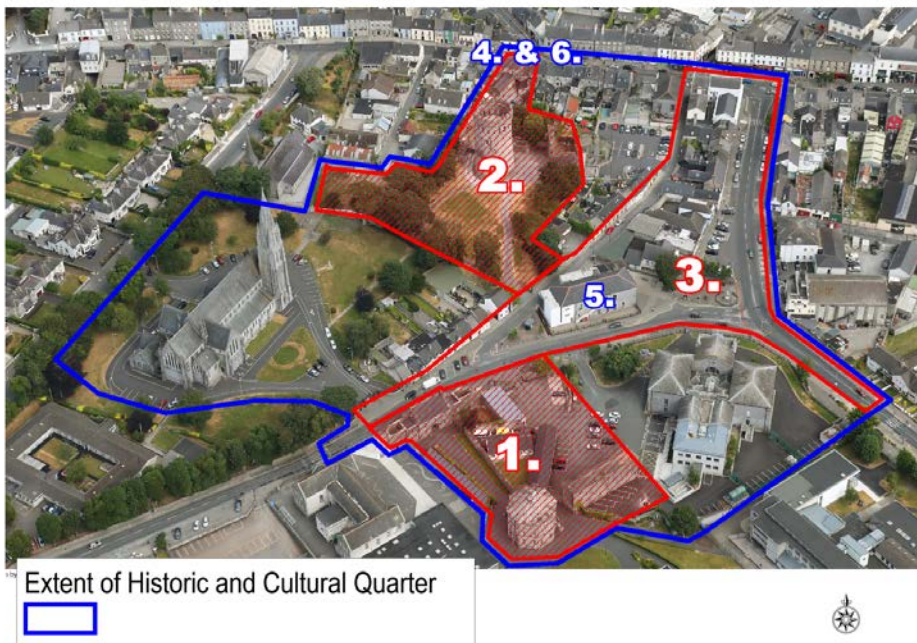 4. & 6.
2.
3.
5.
1.
Extent of Historic and Cultural Quarter